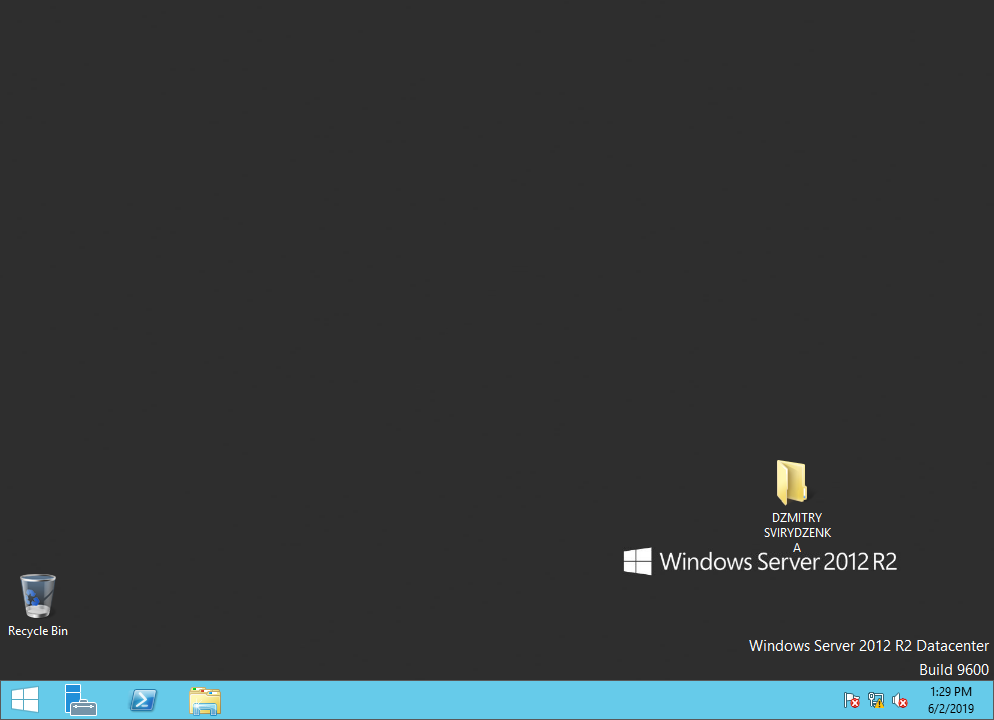 DZMITRY
SVIRYDZENK
A
Windows Server 2012 R2
Recycle Bin
Windows Server 2012 R2 Datacenter
Build 9600
1:29 PM
6/2/2019